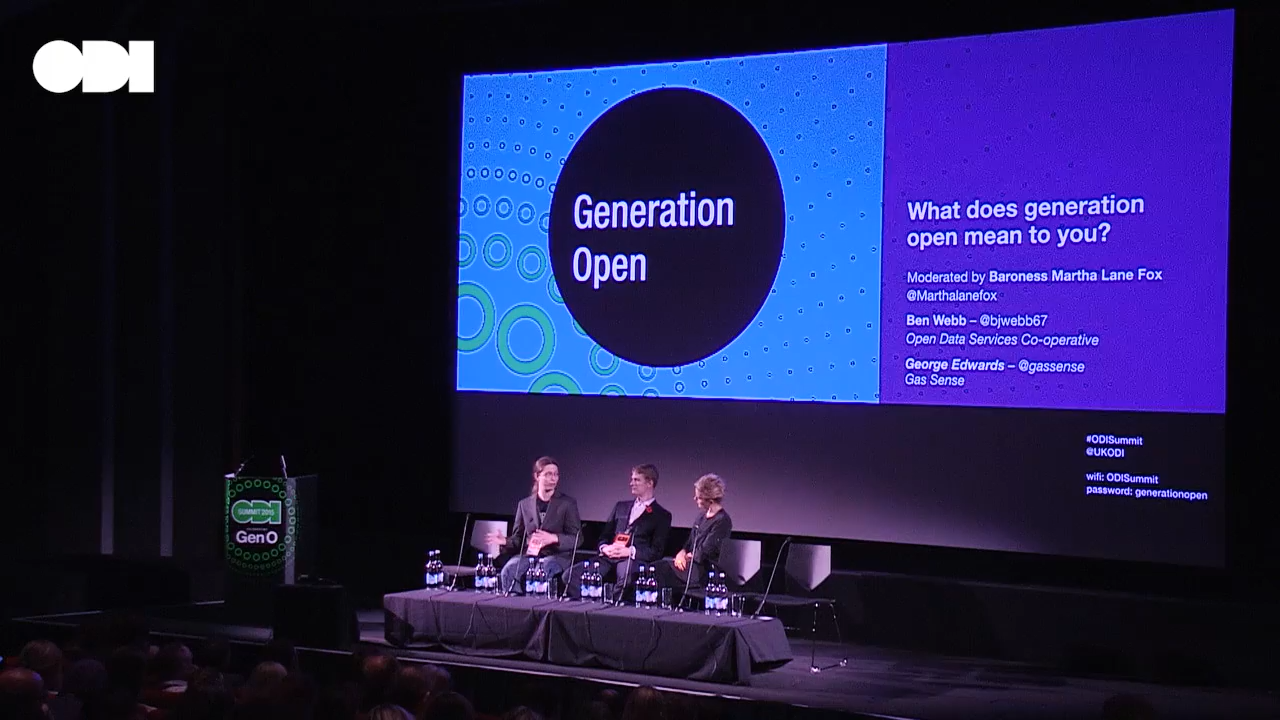 ODI
Generation
Open
What does generation
open mean to you?
Moderated by Baroness Martha Lane Fox
@Marthalanefox
Ben Webb – @bjwebb67
Open Data Services Co-operative
George Edwards – @gassense
Gas Sense
#ODISummit
@UKODI
wifi: ODISummit
password: generationopen
ODI
SUMMIT 2015
Gen O